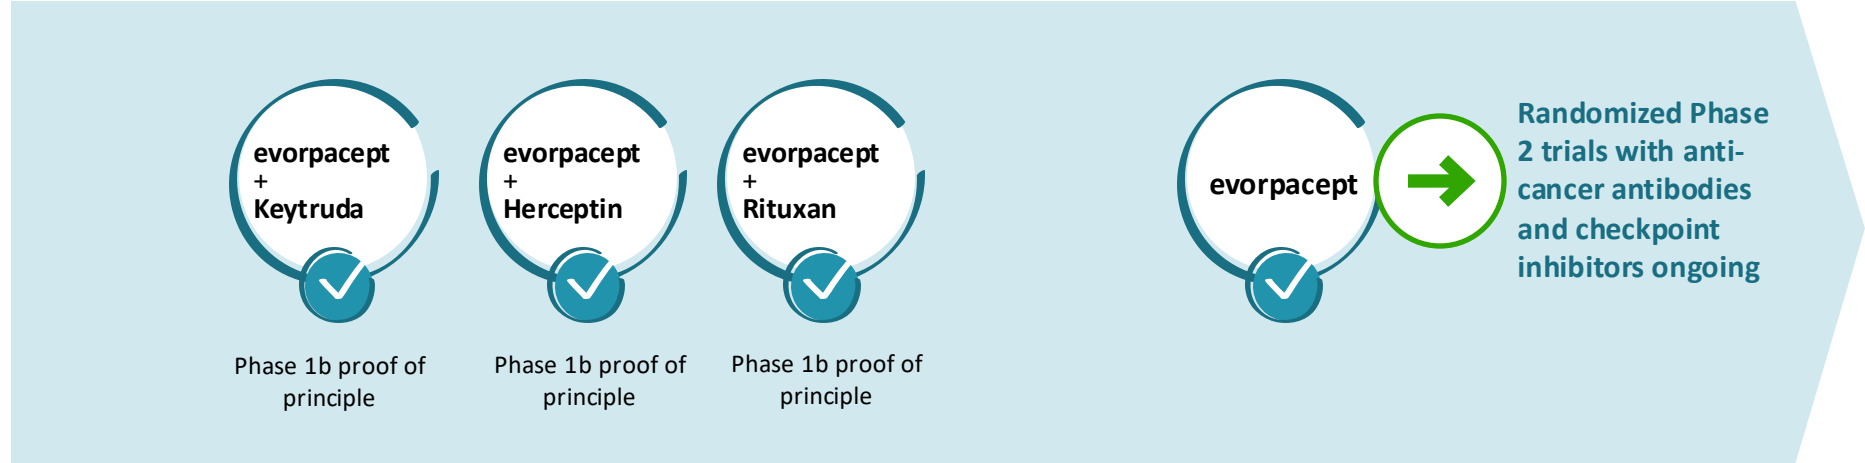 evorpacept
+
Keytruda
Phase 1b proof of
principle
evorpacept
+
Herceptin
Phase 1b proof of
principle
evorpacept
+
Rituxan
Phase 1b proof of
principle
evorpacept
Randomized Phase
2 trials with anti-
cancer antibodies
and checkpoint
inhibitors ongoing